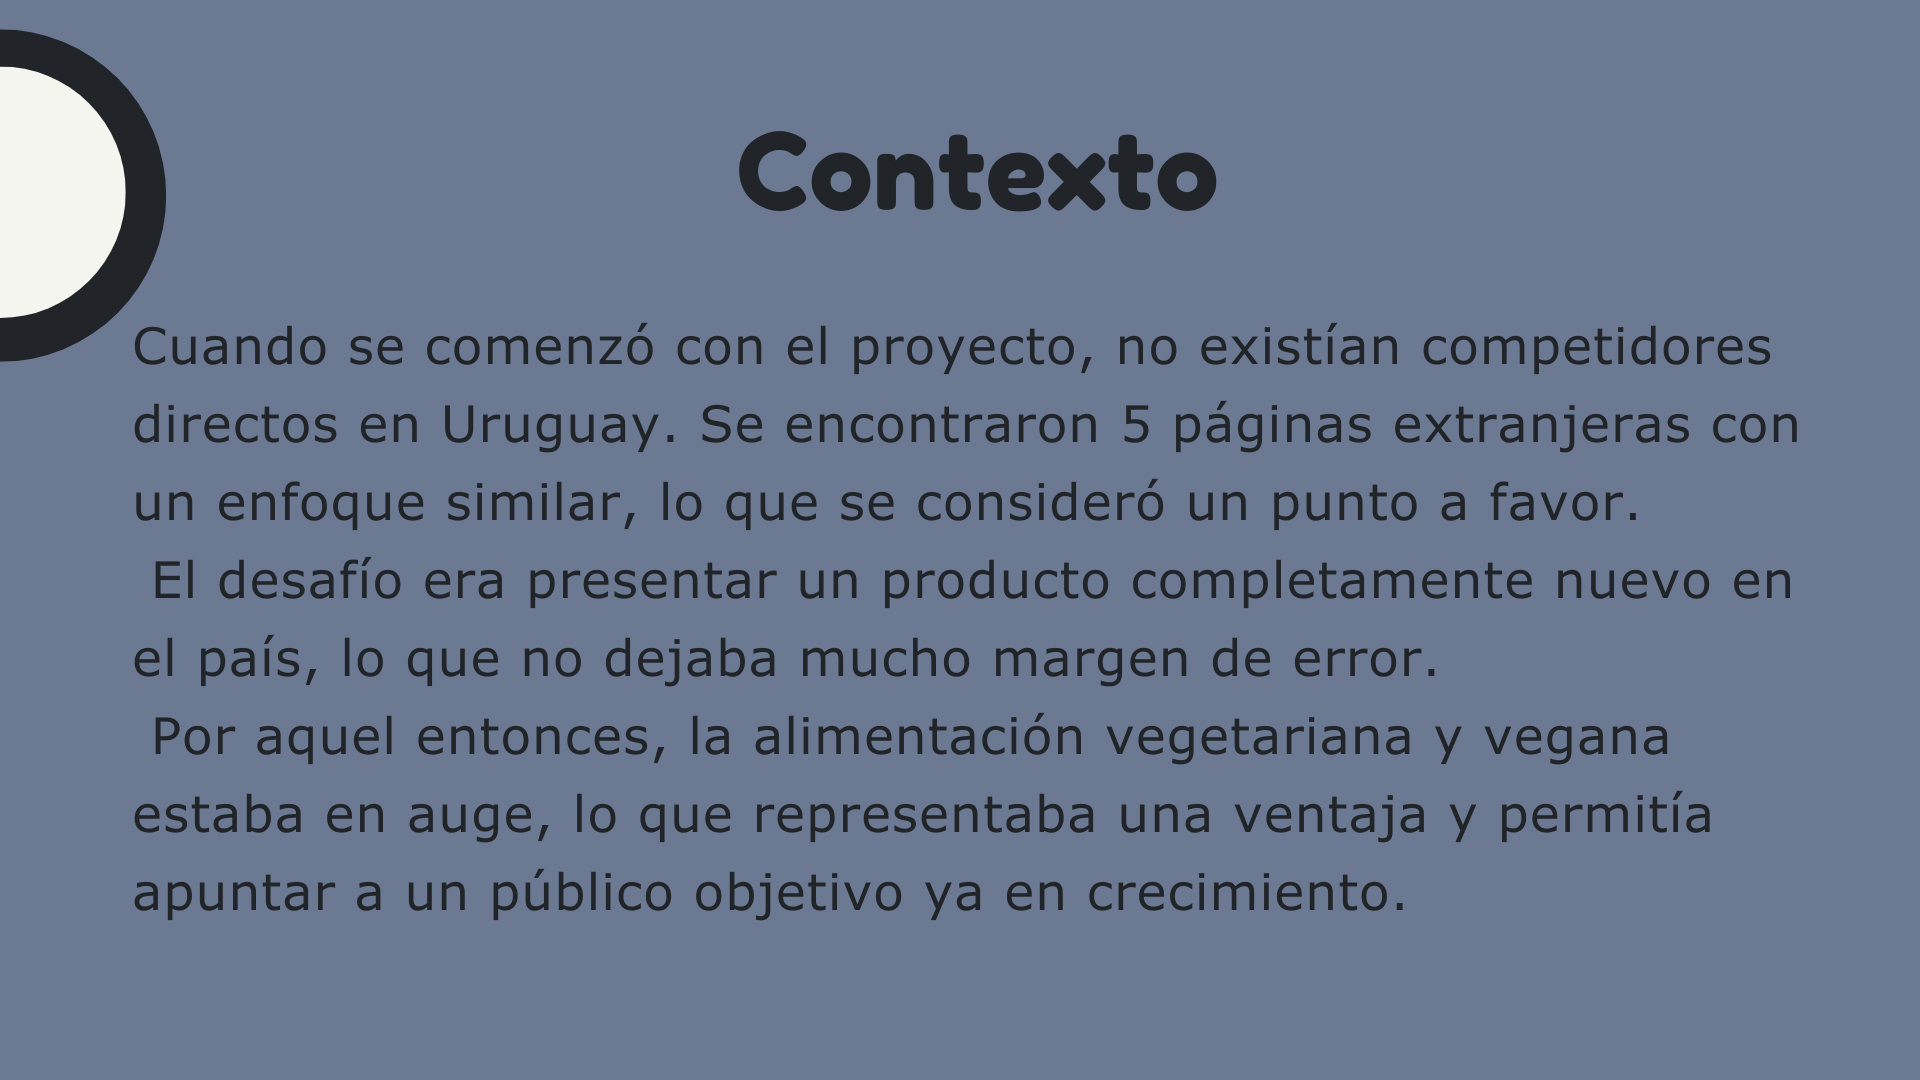 Contexto
Cuando se comenzó con el proyecto, no existían competidores
directos en Uruguay. Se encontraron 5 páginas extranjeras con
un enfoque similar, lo que se consideró un punto a favor.
El desafío era presentar un producto completamente nuevo en
el país, lo que no dejaba mucho margen de error.
Por aquel entonces, la alimentación vegetariana y vegana
estaba en auge, lo que representaba una ventaja y permitía
apuntar a un público objetivo ya en crecimiento.